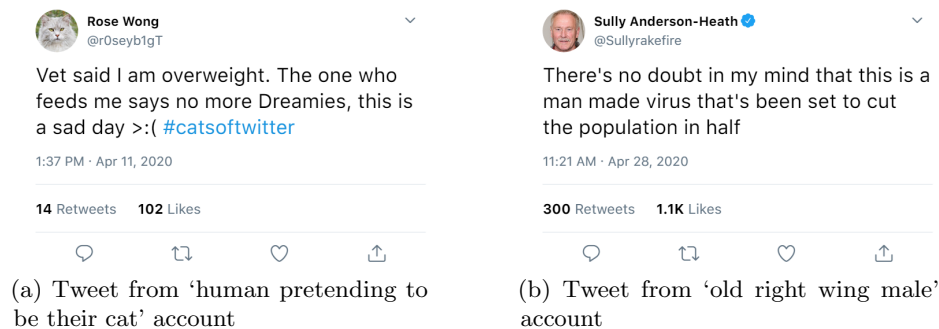 Rose Wong
@r0seyb1gT
Vet said I am overweight. The one who
feeds me says no more Dreamies, this is
a sad day >:( #catsoftwitter
1:37 PM · Apr 11, 2020
14 Retweets 102 Likes
(a) Tweet from ‘human pretending to
be their cat’ account
Sully Anderson-Heath
@Sullyrakefire
There's no doubt in my mind that this is a
man made virus that's been set to cut
the population in half
11:21 AM · Apr 28, 2020
300 Retweets 1.1K Likes
(b) Tweet from ‘old right wing male’
account